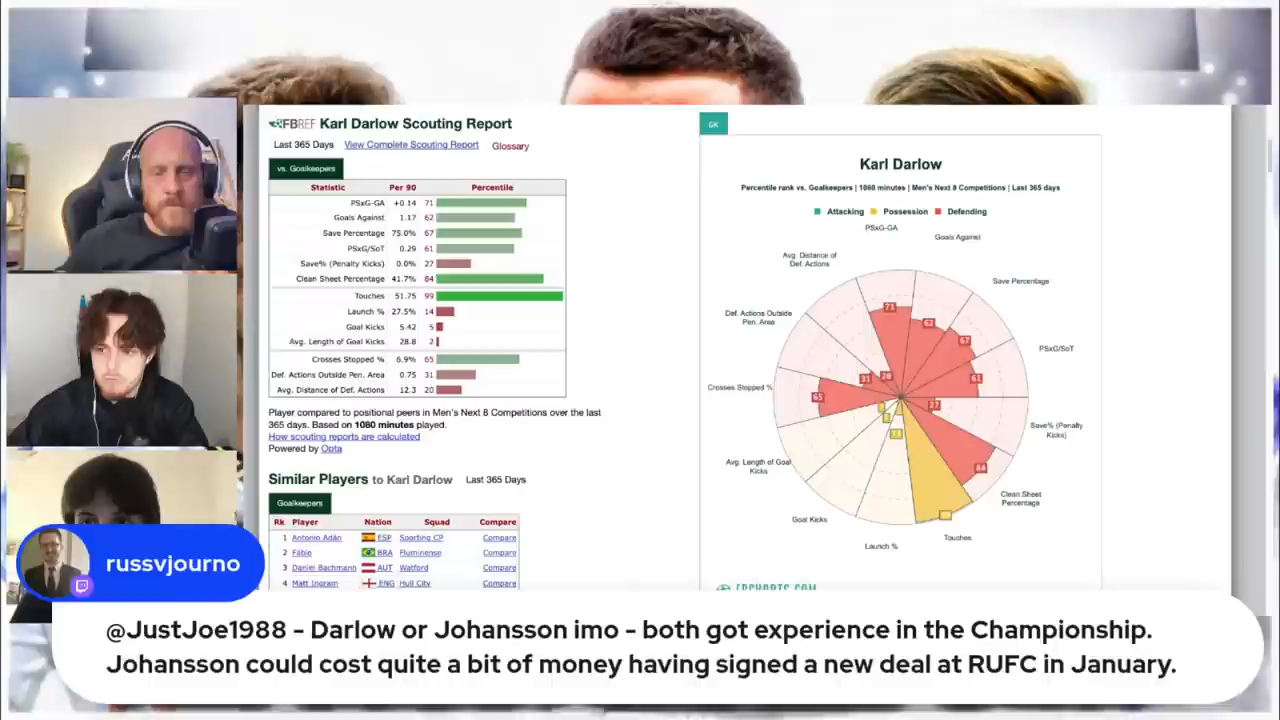 FBREF Karl Darlow Scouting Report
Last 365 Days View Complete Scouting Report Glossary
vs. Goalkeepers
Statistic Per 90 Percentile
PSxG-GA +0.14 71
Goals Against 1.17 62
Save Percentage 75.0% 67
PSxG/SoT 0.29 61
Save% (Penalty Kicks) 0.0% 27
Clean Sheet Percentage 41.7% 84
Touches 51.75 99
Launch % 27.5% 14
Goal Kicks 5.42 5
Avg. Length of Goal Kicks 28.8 2
Crosses Stopped % 6.9% 65
Def. Actions Outside Pen. Area 0.75 31
Avg. Distance of Def. Actions 12.3 20
Player compared to positional peers in Men's Next 8 Competitions over the last
365 days. Based on 1080 minutes played.
How scouting reports are calculated
Powered by Opta
Similar Players to Karl Darlow Last 365 Days
Goalkeepers
Rk Player Nation Squad Compare
1 Antonio Adán ESP Sporting CP Compare
2 Fábio BRA Fluminense Compare
3 Daniel Bachmann AUT Watford Compare
4 Matt Ingram ENG Hull City Compare
GK
Karl Darlow
Percentile rank vs. Goalkeepers | 1080 minutes | Men's Next 8 Competitions | Last 365 days
Attacking Possession Defending
PSxG-GA
Goals Against
Save Percentage
PSxG/SoT
Save% (Penalty
Kicks)
Clean Sheet
Percentage
Touches
Launch %
Goal Kicks
Avg. Length of Goal
Kicks
Crosses Stopped %
Def. Actions Outside
Pen. Area
Avg. Distance of
Def. Actions
71
62
67
61
27
84
65
31
20
russvjourno
@JustJoe1988 - Darlow or Johansson imo - both got experience in the Championship.
Johansson could cost quite a bit of money having signed a new deal at RUFC in January.